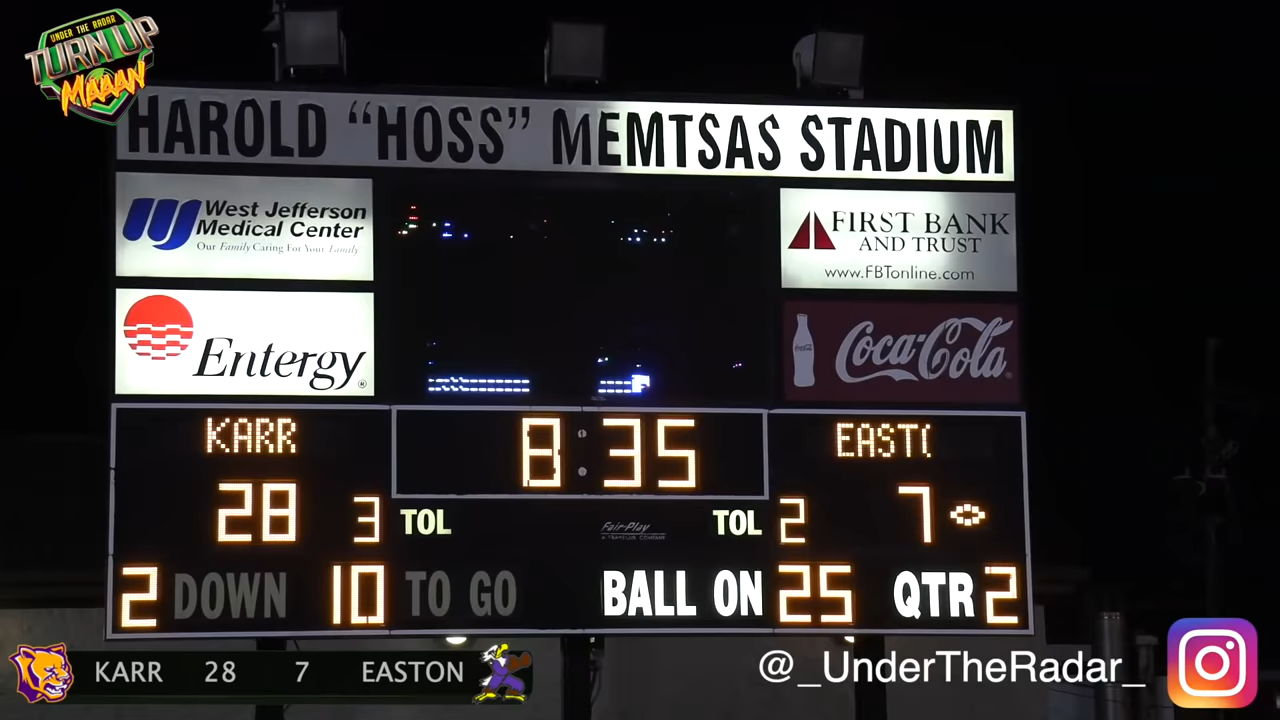 UNDER THE RADAR
TURN UP
MAAAN
HAROLD "HOSS" MEMTSAS STADIUM
West Jefferson
Medical Center
Our Family Caring For Your Family
FIRST BANK
AND TRUST
www.FBTonline.com
Entergy®
Coca-Cola
KARR
8:35
EAST(
28 3 TOL
Fair-Play
TOL 2 7
2 DOWN 10 TO GO BALL ON 25 QTR 2
KARR 28 7 EASTON
@_UnderTheRadar_